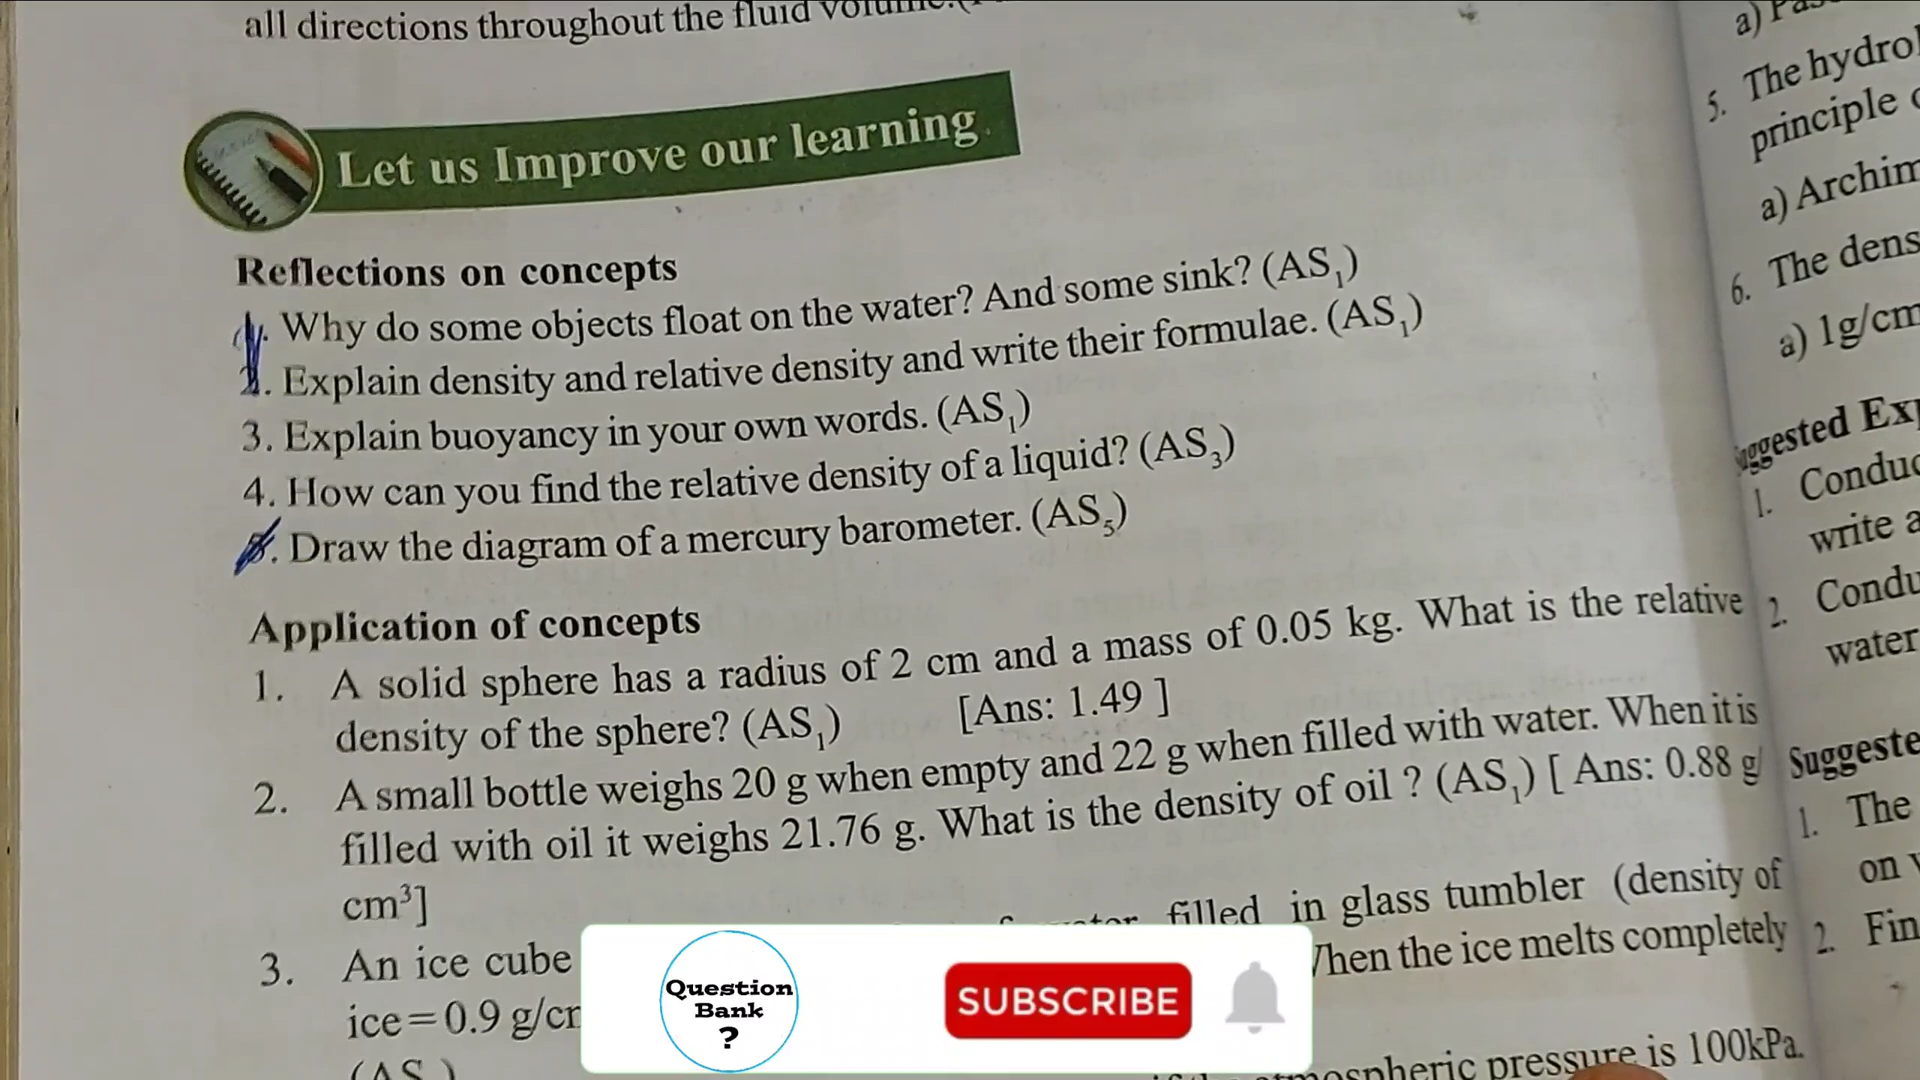 all directions throughout the fluid volume.
Let us Improve our learning
Reflections on concepts
1. Why do some objects float on the water? And some sink? (AS₁)
2. Explain density and relative density and write their formulae. (AS₁)
3. Explain buoyancy in your own words. (AS₁)
4. How can you find the relative density of a liquid? (AS₃)
5. Draw the diagram of a mercury barometer. (AS₅)
Application of concepts
1. A solid sphere has a radius of 2 cm and a mass of 0.05 kg. What is the relative
density of the sphere? (AS₁) [Ans: 1.49 ]
2. A small bottle weighs 20 g when empty and 22 g when filled with water. When it is
filled with oil it weighs 21.76 g. What is the density of oil ? (AS₁) [ Ans: 0.88 g/
cm³]
3. An ice cube filled in glass tumbler (density of
ice=0.9 g/c When the ice melts completely
(AS )
pressure is 100kPa.
Question
Bank
?
SUBSCRIBE
a)
5. The hydro
principle
a) Archim
6. The dens
a) 1g/cm
ggested Exp
1. Conduc
write a
2. Condu
water
Suggeste
1. The
on
2. Fin